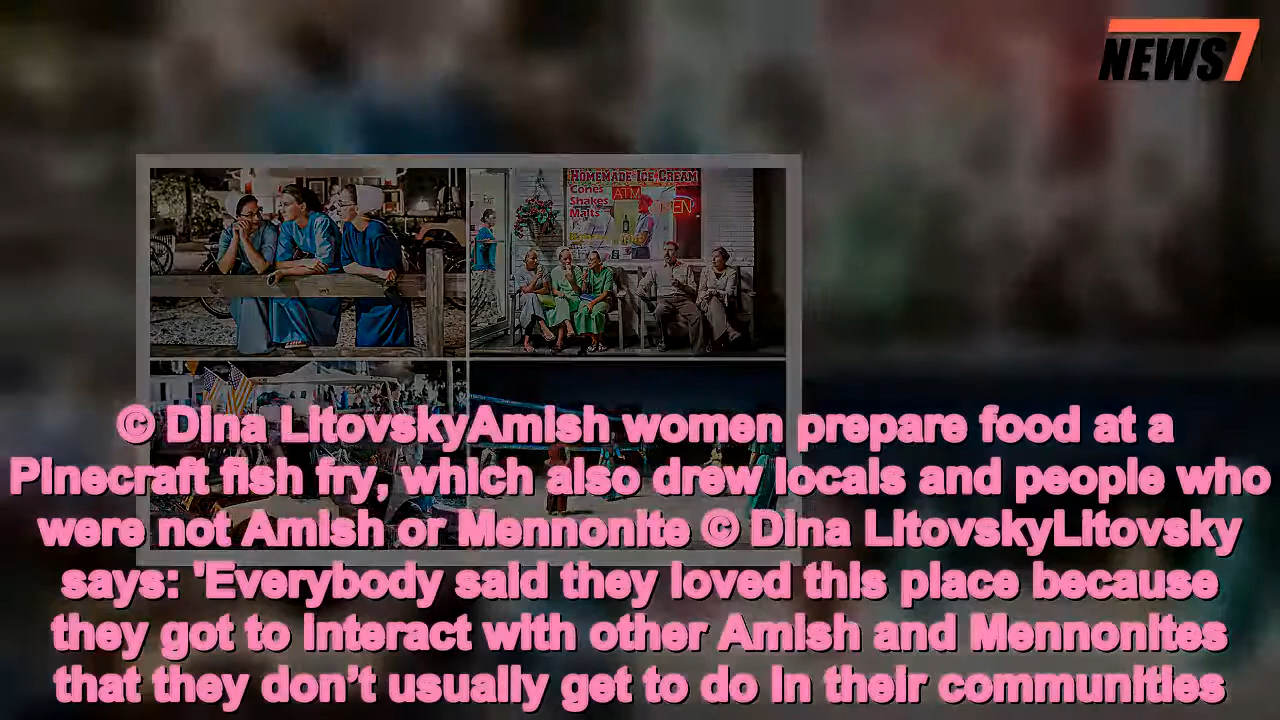 NEWS7
HOMEMADE ICE CREAM
Cones
Shakes
Malts
ATM
© Dina LitovskyAmish women prepare food at a
Pinecraft fish fry, which also drew locals and people who
were not Amish or Mennonite © Dina LitovskyLitovsky
says: 'Everybody said they loved this place because
they got to interact with other Amish and Mennonites
that they don’t usually get to do in their communities